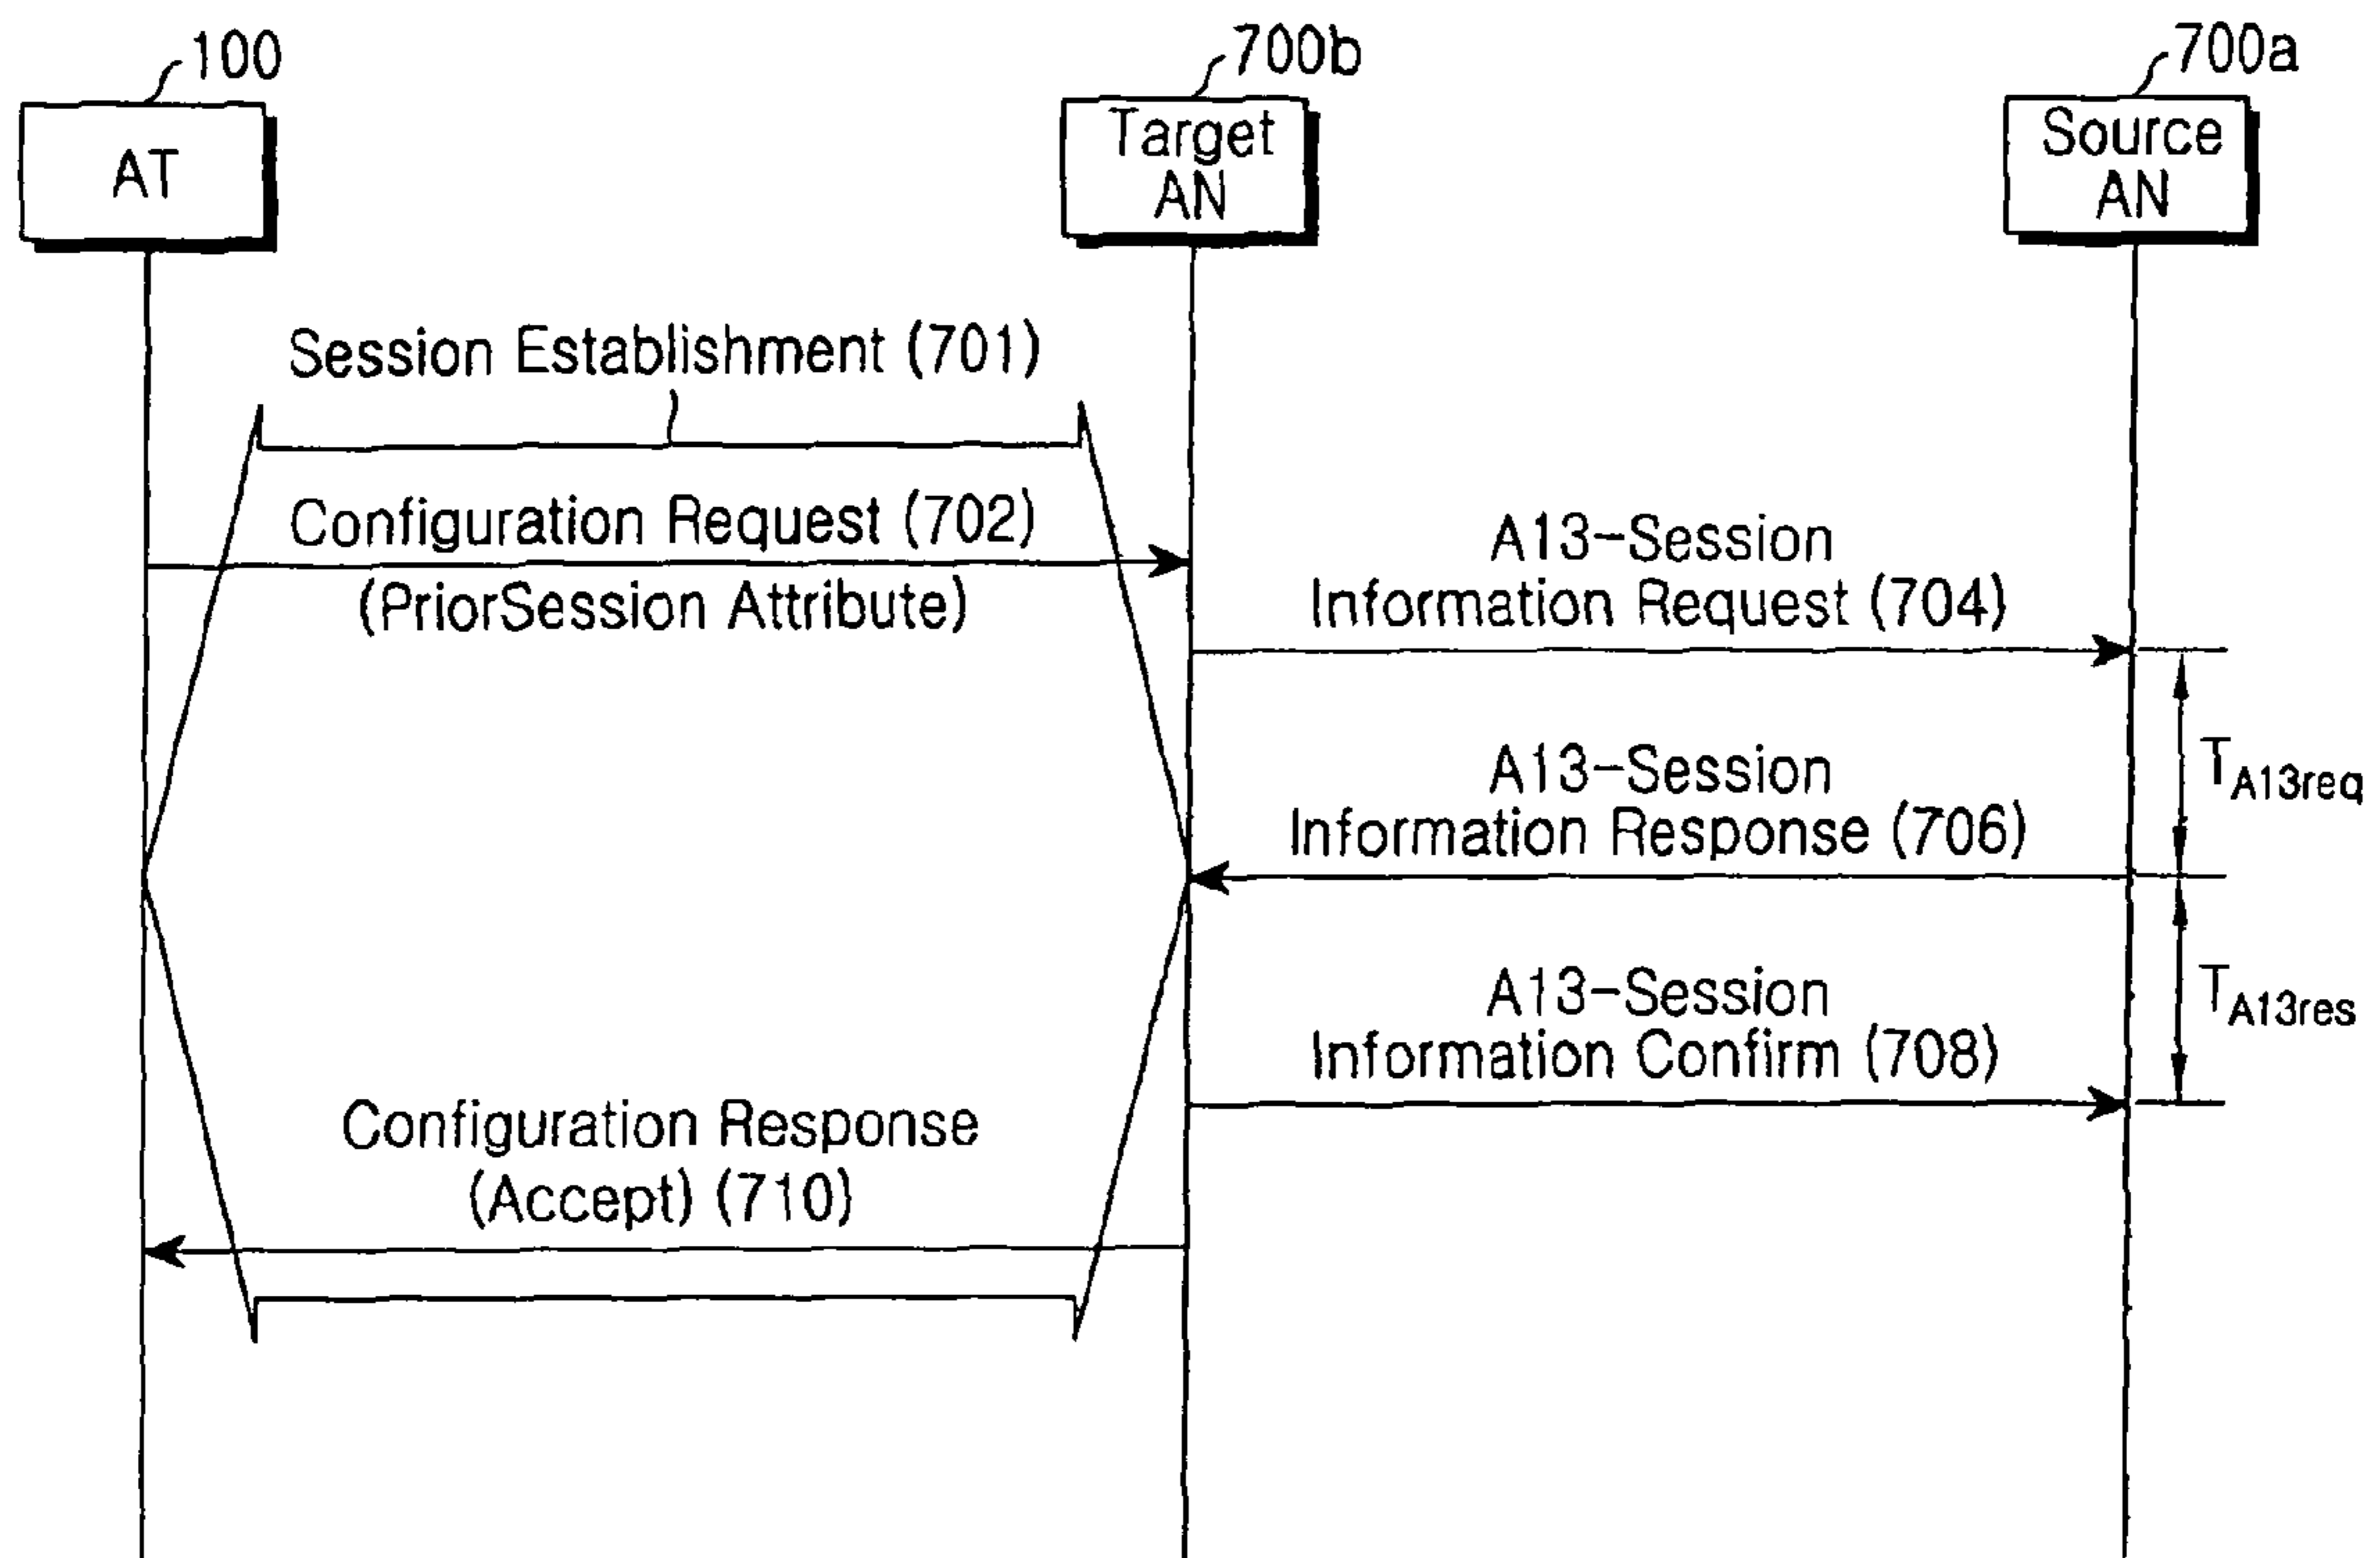 100
700b
700a
AT
Target
AN
Source
AN
Session Establishment (701)
Configuration Request (702)
(PriorSession Attribute)
A13-Session
Information Request (704)
A13-Session
Information Response (706)
TA13req
A13-Session
Information Confirm (708)
TA13res
Configuration Response
(Accept) (710)